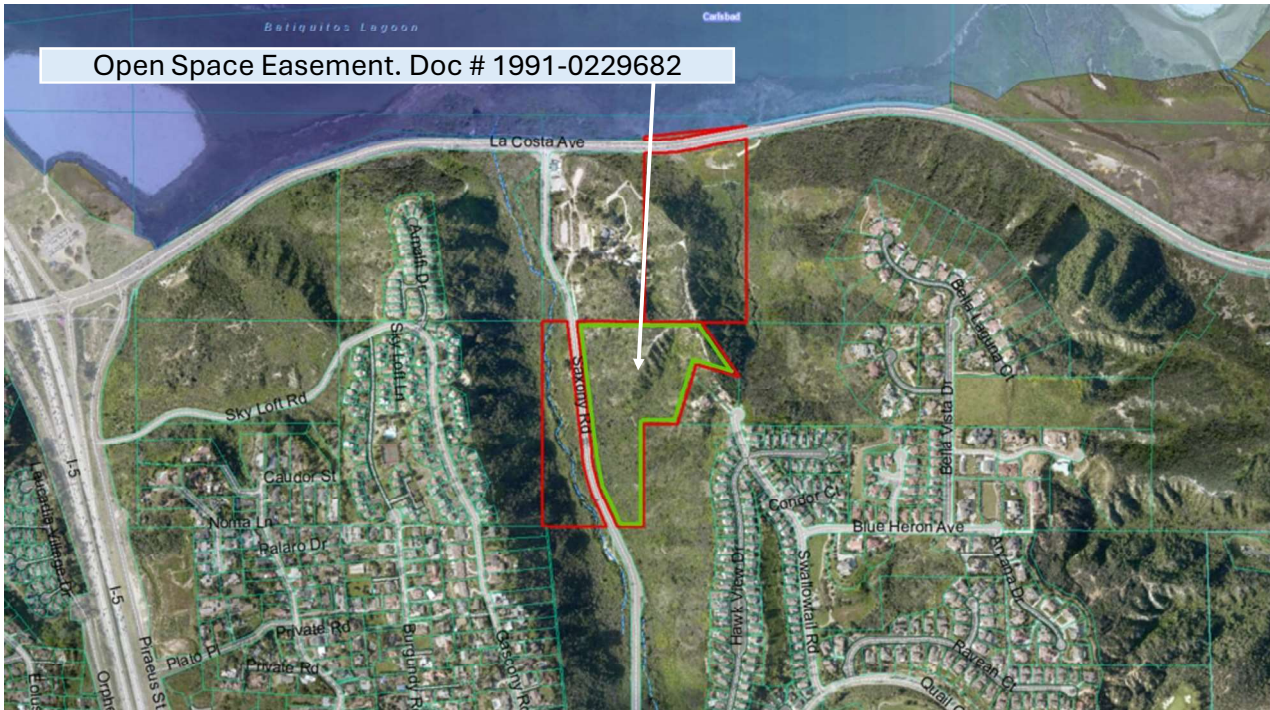 Batiquitos Lagoon
Carlsbad
Open Space Easement. Doc # 1991-0229682
La Costa Ave
Amalfi Dr
Sky Loft Ln
Sky Loft Rd
Saxony Rd
Bella Laguna Ct
Bella Vista Dr
I-5
Caudor St
Noma Ln
Palaro Dr
Condor Ct
Blue Heron Ave
Hawk View Dr
Swallowtail Rd
I-5
Private Rd
Plato Pl
Private Rd
Piraeus St
Burgundy R
Gascony Rd
Ravean Ct
Quail